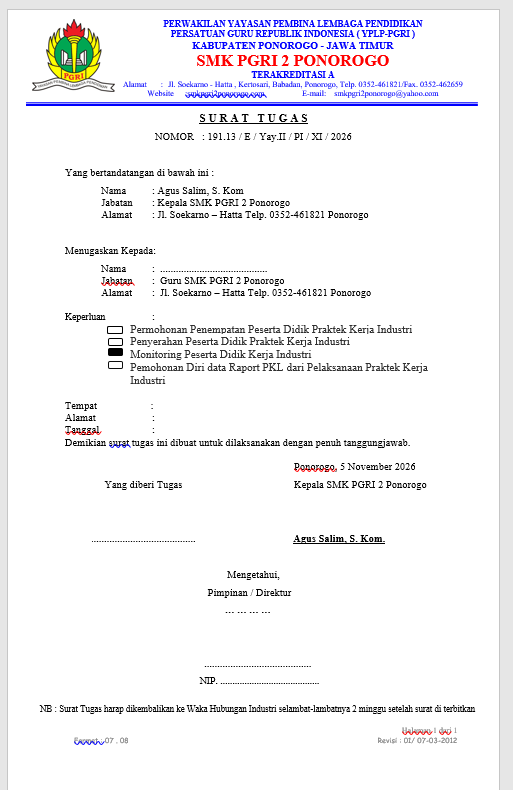 PERWAKILAN YAYASAN PEMBINA LEMBAGA PENDIDIKAN
PERSATUAN GURU REPUBLIK INDONESIA ( YPLP-PGRI )
KABUPATEN PONOROGO - JAWA TIMUR
SMK PGRI 2 PONOROGO
TERAKREDITASI A
Alamat : Jl. Soekarno - Hatta , Kertosari, Babadan, Ponorogo, Telp. 0352-461821/Fax. 0352-462659
Website :smkpgri2ponorogo.com E-mail: smkpgri2ponorogo@yahoo.com
PGRI
SURAT TUGAS
NOMOR : 191.13 / E / Yay.II / PI / XI / 2026
Yang bertandatangan di bawah ini :
Nama : Agus Salim, S. Kom
Jabatan : Kepala SMK PGRI 2 Ponorogo
Alamat : Jl. Soekarno – Hatta Telp. 0352-461821 Ponorogo
Menugaskan Kepada:
Nama : ..........................................
Jabatan : Guru SMK PGRI 2 Ponorogo
Alamat : Jl. Soekarno – Hatta Telp. 0352-461821 Ponorogo
Keperluan :
Permohonan Penempatan Peserta Didik Praktek Kerja Industri
Penyerahan Peserta Didik Praktek Kerja Industri
Monitoring Peserta Didik Kerja Industri
Pemohonan Diri data Raport PKL dari Pelaksanaan Praktek Kerja
Industri
Tempat :
Alamat :
Tanggal :
Demikian surat tugas ini dibuat untuk dilaksanakan dengan penuh tanggungjawab.
Ponorogo, 5 November 2026
Yang diberi Tugas Kepala SMK PGRI 2 Ponorogo
......................................... Agus Salim, S. Kom.
Mengetahui,
Pimpinan / Direktur
... ... ... ...
..........................................
NIP. .......................................
NB : Surat Tugas harap dikembalikan ke Waka Hubungan Industri selambat-lambatnya 2 minggu setelah surat di terbitkan
Halaman 1 dari 1
Format : 07 . 08 Revisi : 01/ 07-03-2012